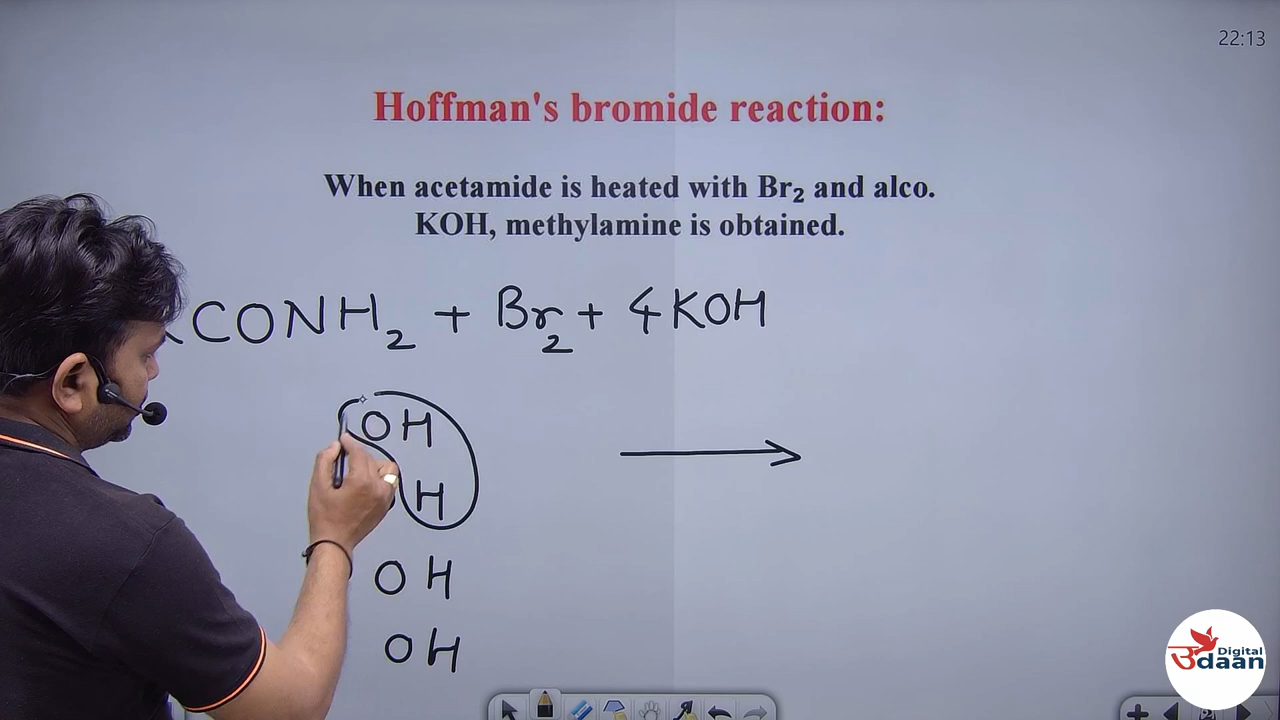 22:13
Hoffman's bromide reaction:
When acetamide is heated with Br₂ and alco.
KOH, methylamine is obtained.
CONH₂ + Br₂ + 4KOH
OH
H
OH
OH
Digital
उdaan